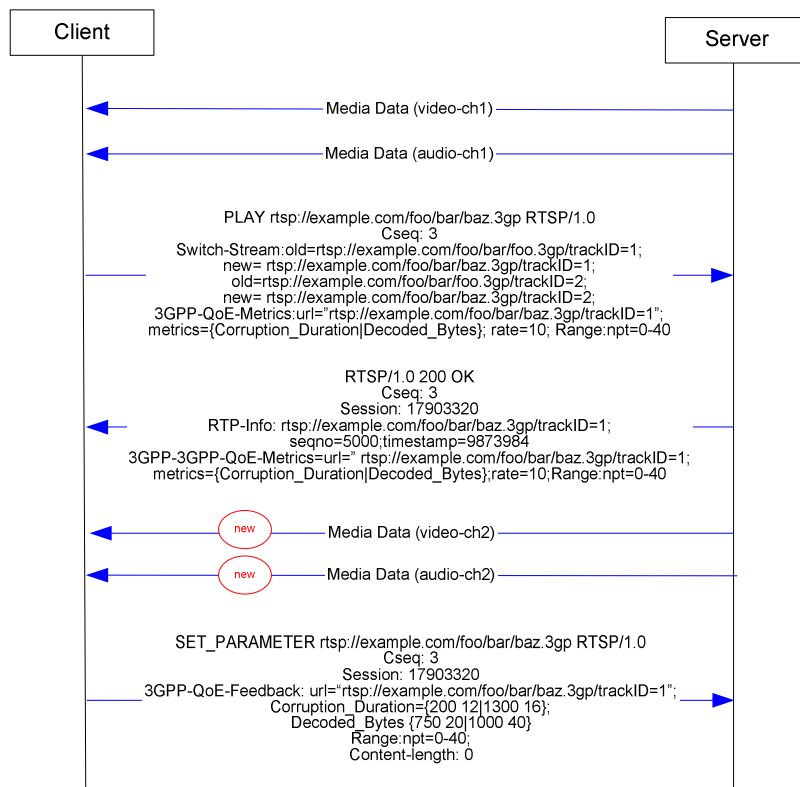 Client
Server
Media Data (video-ch1)
Media Data (audio-ch1)
PLAY rtsp://example.com/foo/bar/baz.3gp RTSP/1.0
Cseq: 3
Switch-Stream:old=rtsp://example.com/foo/bar/foo.3gp/trackID=1;
new= rtsp://example.com/foo/bar/baz.3gp/trackID=1;
old=rtsp://example.com/foo/bar/foo.3gp/trackID=2;
new= rtsp://example.com/foo/bar/baz.3gp/trackID=2;
3GPP-QoE-Metrics:url=”rtsp://example.com/foo/bar/baz.3gp/trackID=1”;
metrics={Corruption_Duration|Decoded_Bytes}; rate=10; Range:npt=0-40
RTSP/1.0 200 OK
Cseq: 3
Session: 17903320
RTP-Info: rtsp://example.com/foo/bar/baz.3gp/trackID=1;
seqno=5000;timestamp=9873984
3GPP-3GPP-QoE-Metrics=url=” rtsp://example.com/foo/bar/baz.3gp/trackID=1;
metrics={Corruption_Duration|Decoded_Bytes};rate=10;Range:npt=0-40
new
Media Data (video-ch2)
new
Media Data (audio-ch2)
SET_PARAMETER rtsp://example.com/foo/bar/baz.3gp RTSP/1.0
Cseq: 3
Session: 17903320
3GPP-QoE-Feedback: url=“rtsp://example.com/foo/bar/baz.3gp/trackID=1”;
Corruption_Duration={200 12|1300 16};
Decoded_Bytes {750 20|1000 40}
Range:npt=0-40;
Content-length: 0